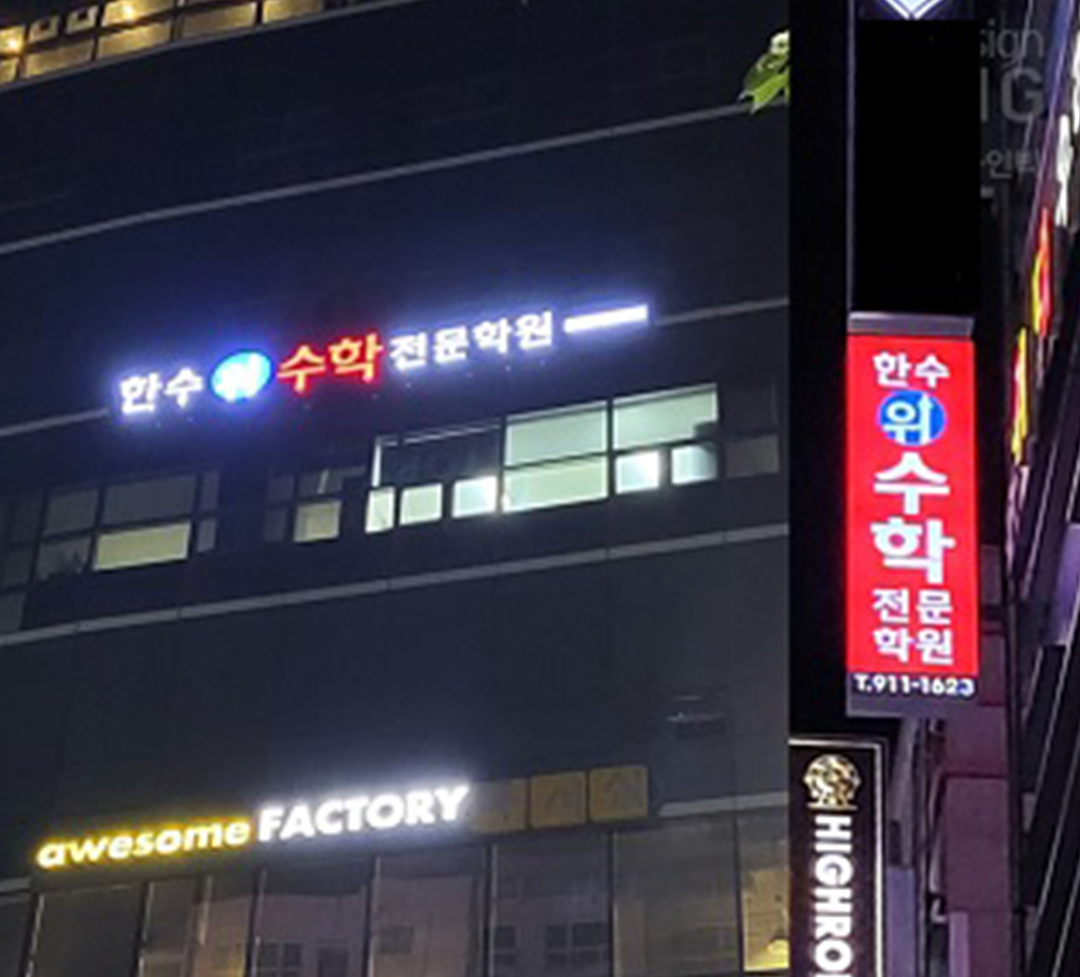 한수 위 수학 전문학원
awesome FACTORY
한수
위
수
학
전문
학원
T.911-1623